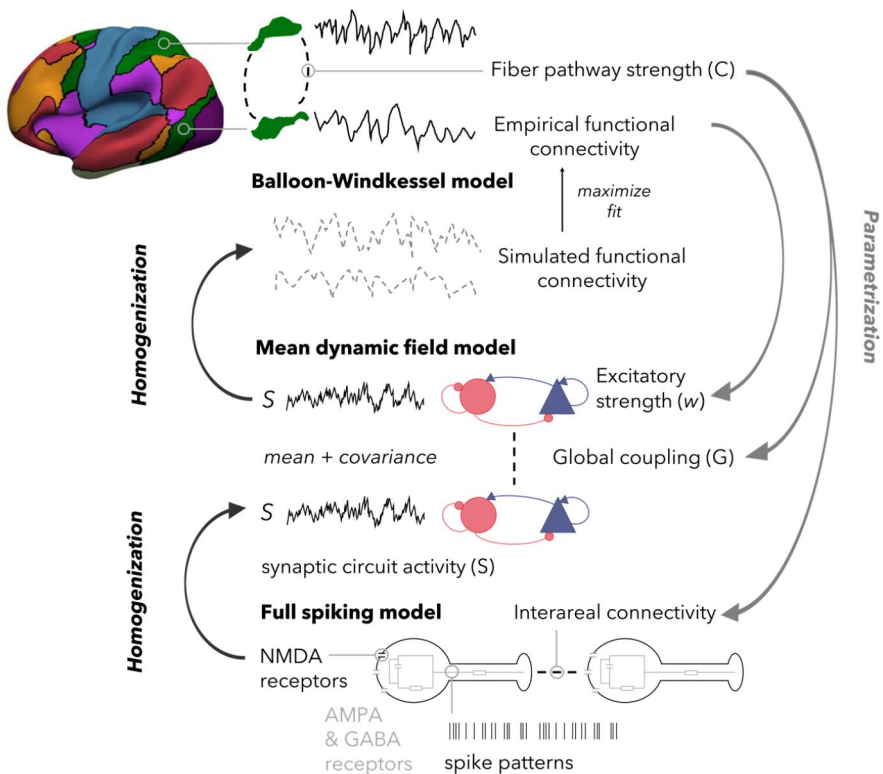 Fiber pathway strength (C)
Empirical functional
connectivity
Balloon-Windkessel model
maximize
fit
Simulated functional
connectivity
Homogenization
Parametrization
Mean dynamic field model
S
Excitatory
strength (w)
mean + covariance
Global coupling (G)
S
synaptic circuit activity (S)
Homogenization
Full spiking model
Interareal connectivity
NMDA
receptors
AMPA
& GABA
receptors
spike patterns